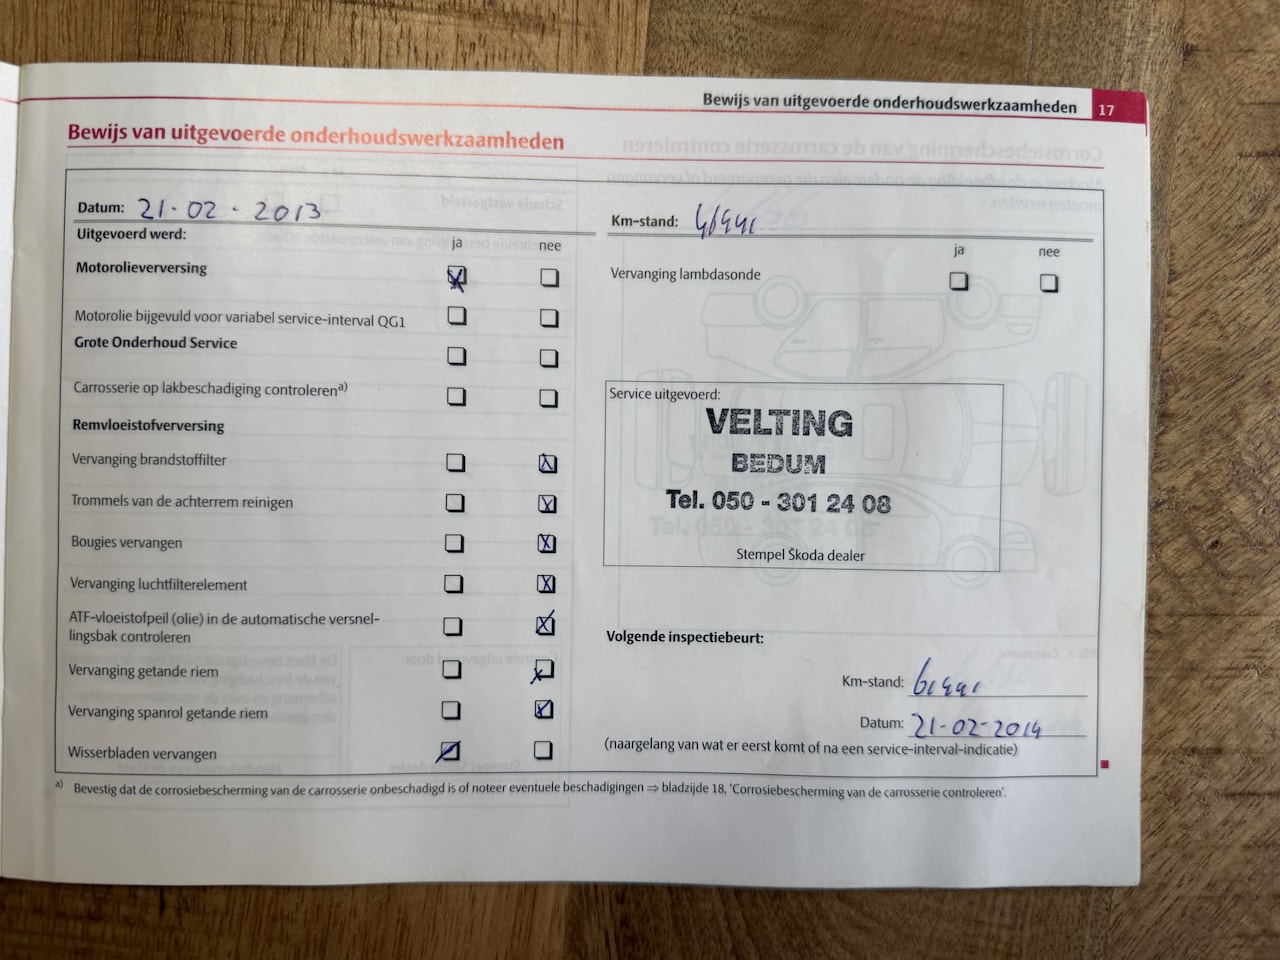 Bewijs van uitgevoerde onderhoudswerkzaamheden 17
Bewijs van uitgevoerde onderhoudswerkzaamheden
Datum: 21-02-2013
Uitgevoerd werd:
ja nee
Motorolieverversing
Motorolie bijgevuld voor variabel service-interval QG1
Grote Onderhoud Service
Carrosserie op lakbeschadiging controleren a)
Remvloeistofverversing
Vervanging brandstoffilter
Trommels van de achterrem reinigen
Bougies vervangen
Vervanging luchtfilterelement
ATF-vloeistofpeil (olie) in de automatische versnel-
lingsbak controleren
Vervanging getande riem
Vervanging spanrol getande riem
Wisserbladen vervangen
Km-stand:
ja nee
Vervanging lambdasonde
Service uitgevoerd:
VELTING
BEDUM
Tel. 050 - 301 24 08
Stempel Škoda dealer
Volgende inspectiebeurt:
Km-stand:
Datum: 21-02-2014
(naargelang van wat er eerst komt of na een service-interval-indicatie)
a) Bevestig dat de corrosiebescherming van de carrosserie onbeschadigd is of noteer eventuele beschadigingen ⇒ bladzijde 18, 'Corrosiebescherming van de carrosserie controleren'.